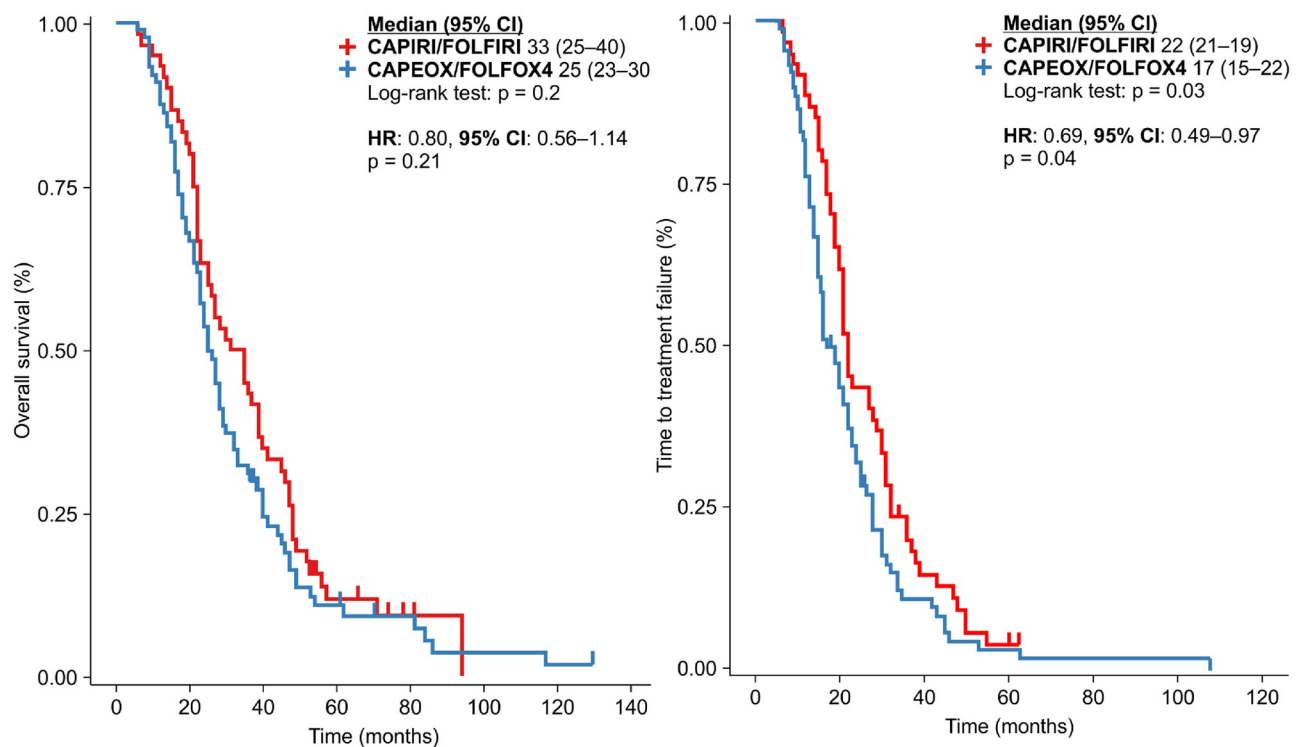 Median (95% CI)
CAPIRI/FOLFIRI 33 (25–40)
CAPEOX/FOLFOX4 25 (23–30
Log-rank test: p = 0.2
HR: 0.80, 95% CI: 0.56–1.14
p = 0.21
Overall survival (%)
1.00
0.75
0.50
0.25
0.00
0 20 40 60 80 100 120 140
Time (months)
Median (95% CI)
CAPIRI/FOLFIRI 22 (21–19)
CAPEOX/FOLFOX4 17 (15–22)
Log-rank test: p = 0.03
HR: 0.69, 95% CI: 0.49–0.97
p = 0.04
Time to treatment failure (%)
1.00
0.75
0.50
0.25
0.00
0 20 40 60 80 100 120
Time (months)